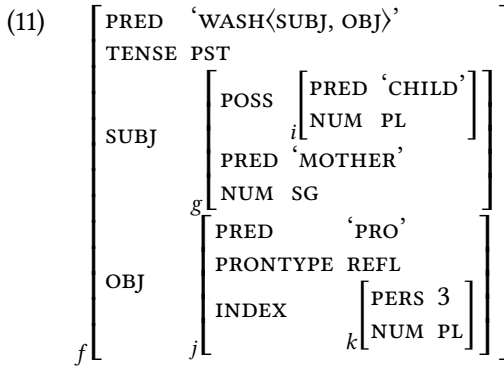 (11) PRED ‘WASH⟨SUBJ, OBJ⟩’
TENSE PST
POSS PRED ‘CHILD’
i NUM PL
SUBJ
PRED ‘MOTHER’
g NUM SG
PRED ‘PRO’
PRONTYPE REFL
OBJ
INDEX PERS 3
f j k NUM PL